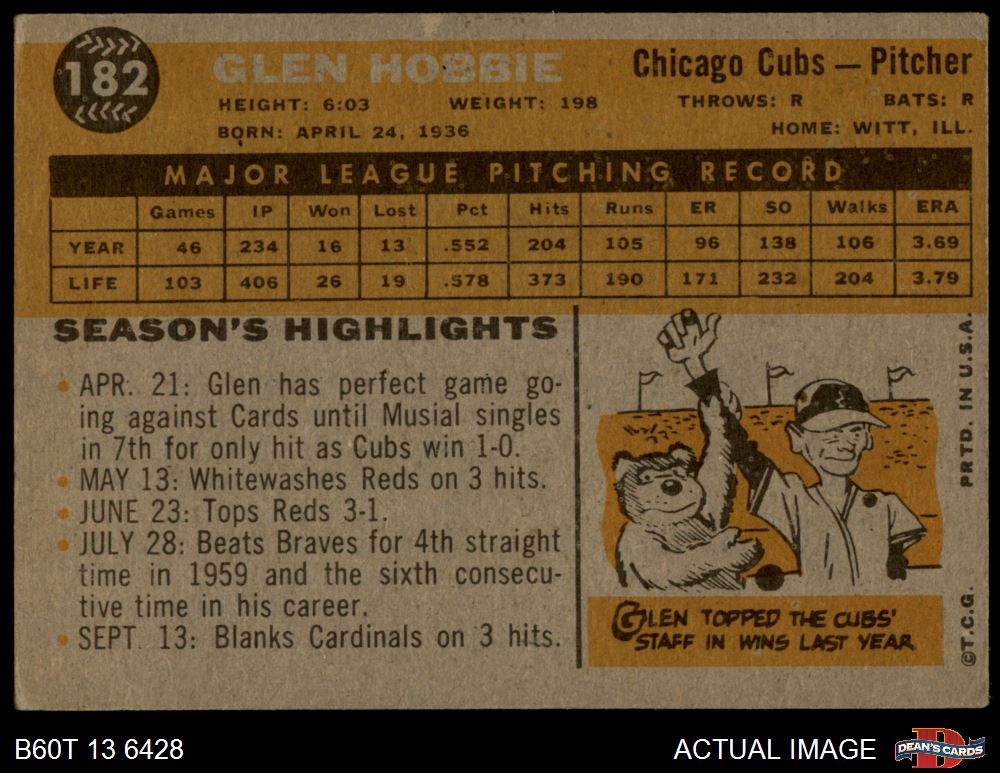 182
GLEN HOBBIE
Chicago Cubs — Pitcher
HEIGHT: 6:03 WEIGHT: 198 THROWS: R BATS: R
BORN: APRIL 24, 1936 HOME: WITT, ILL.
MAJOR LEAGUE PITCHING RECORD
Games IP Won Lost Pct Hits Runs ER SO Walks ERA
YEAR 46 234 16 13 .552 204 105 96 138 106 3.69
LIFE 103 406 26 19 .578 373 190 171 232 204 3.79
SEASON'S HIGHLIGHTS
• APR. 21: Glen has perfect game go-
ing against Cards until Musial singles
in 7th for only hit as Cubs win 1-0.
• MAY 13: Whitewashes Reds on 3 hits.
• JUNE 23: Tops Reds 3-1.
• JULY 28: Beats Braves for 4th straight
time in 1959 and the sixth consecu-
tive time in his career.
• SEPT. 13: Blanks Cardinals on 3 hits.
GLEN TOPPED THE CUBS'
STAFF IN WINS LAST YEAR
©T.C.G. PRTD. IN U.S.A.
B60T 13 6428
ACTUAL IMAGE
D
DEAN'S CARDS